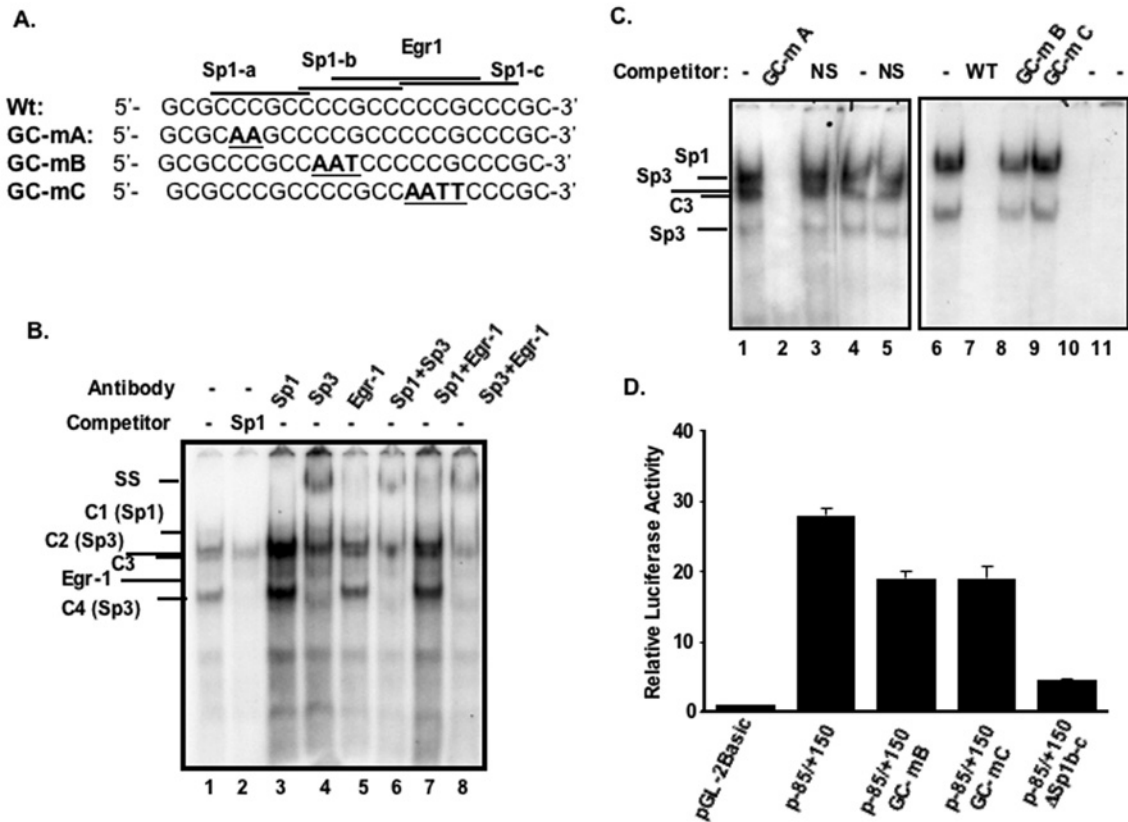 A.
Egr1
Sp1-a Sp1-b Sp1-c
Wt: 5'- GCGCCCGCCCCGCCCCCGCCCGC-3'
GC-mA: 5'- GCGCAAGCCCCGCCCCCGCCCGC-3'
GC-mB 5'- GCGCCCGCCAATCCCCCGCCCGC-3'
GC-mC 5'- GCGCCCGCCCCGCCAATTCCCGC-3'
B.
Antibody - - Sp1 Sp3 Egr-1 Sp1+Sp3 Sp1+Egr-1 Sp3+Egr-1
Competitor - Sp1 - - - - - -
SS
C1 (Sp1)
C2 (Sp3)
C3
Egr-1
C4 (Sp3)
1 2 3 4 5 6 7 8
C.
Competitor: - GC-m A NS - NS - WT GC-m B GC-m C - -
Sp1
Sp3
C3
Sp3
1 2 3 4 5 6 7 8 9 10 11
D.
Relative Luciferase Activity
40
30
20
10
0
pGL-2Basic
p-85/+150
p-85/+150 GC-mB
p-85/+150 GC-mC
p-85/+150 ΔSp1b-c